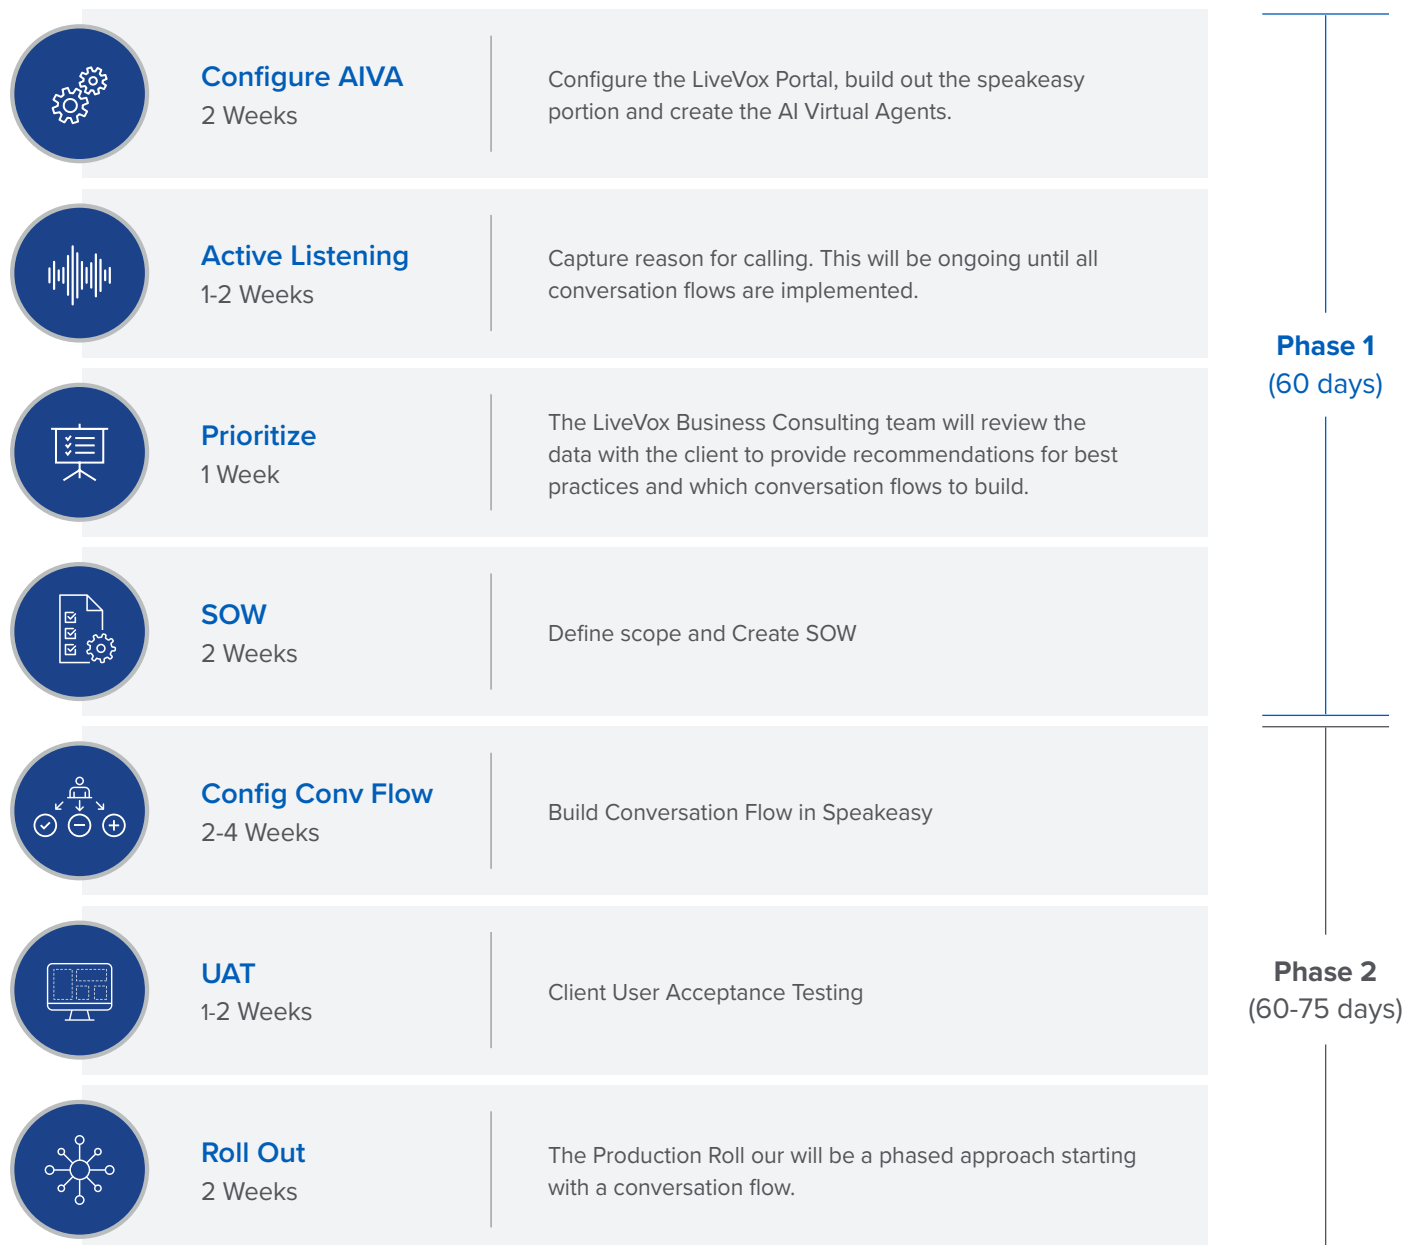 Configure AIVA
2 Weeks
Configure the LiveVox Portal, build out the speakeasy
portion and create the AI Virtual Agents.
Active Listening
1-2 Weeks
Capture reason for calling. This will be ongoing until all
conversation flows are implemented.
Prioritize
1 Week
The LiveVox Business Consulting team will review the
data with the client to provide recommendations for best
practices and which conversation flows to build.
SOW
2 Weeks
Define scope and Create SOW
Phase 1
(60 days)
Config Conv Flow
2-4 Weeks
Build Conversation Flow in Speakeasy
UAT
1-2 Weeks
Client User Acceptance Testing
Roll Out
2 Weeks
The Production Roll our will be a phased approach starting
with a conversation flow.
Phase 2
(60-75 days)